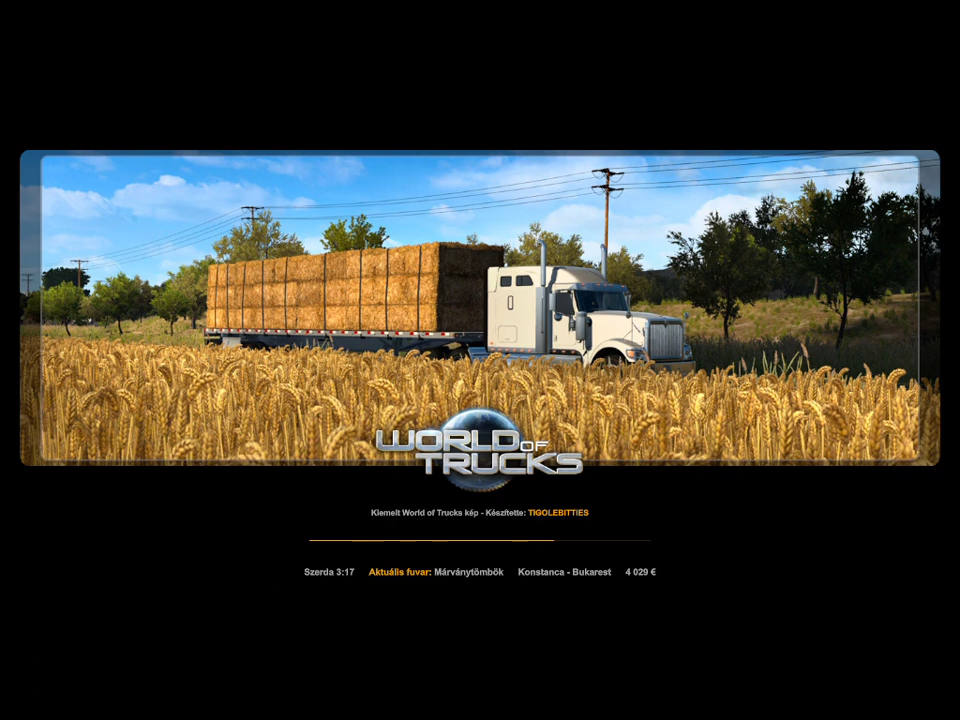 WORLD OF
TRUCKS
Kiemelt World of Trucks kép - Készítette: TIGOLEBITTIES
Szerda 3:17 Aktuális fuvar: Márványtömbök Konstanca - Bukarest 4 029 €